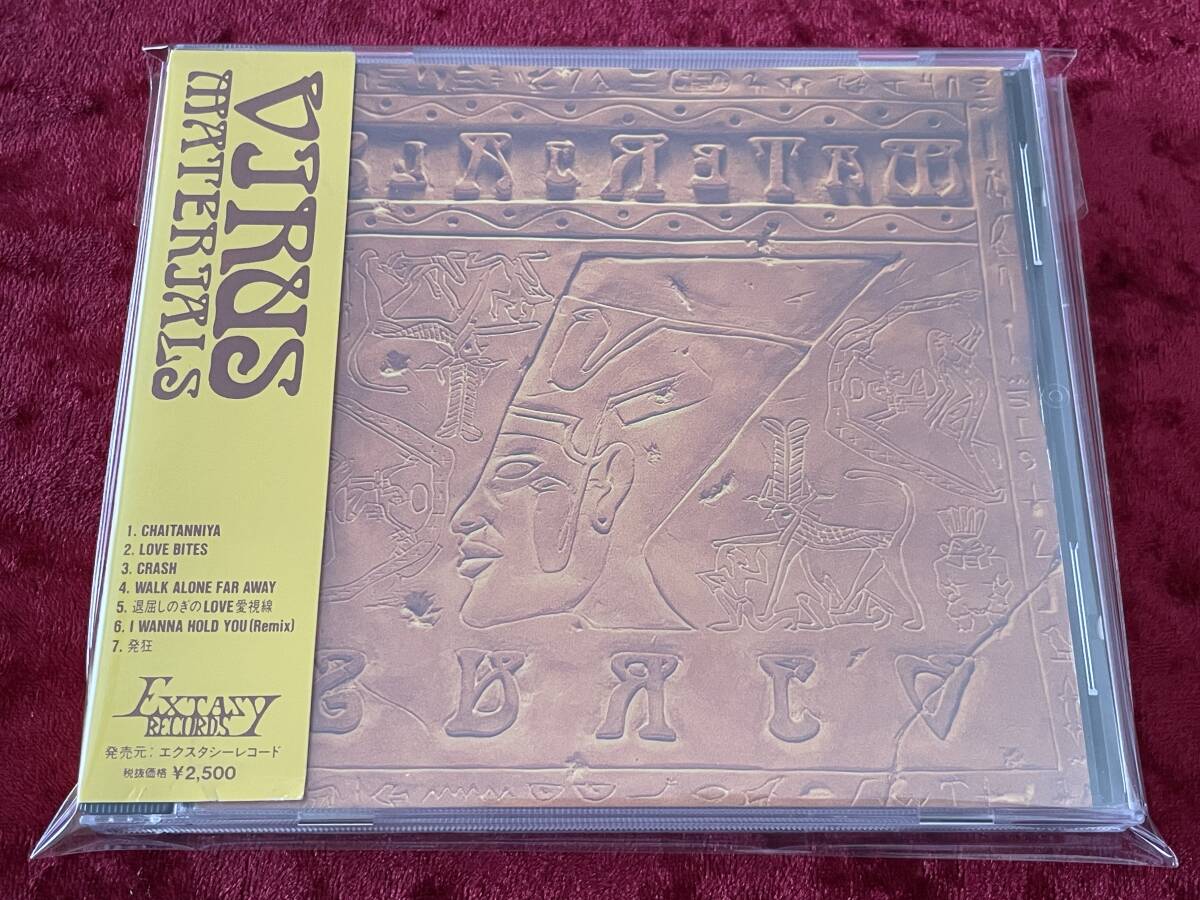 VIRUS
MATERIALS
1. CHAITANNIYA
2. LOVE BITES
3. CRASH
4. WALK ALONE FAR AWAY
5. 退屈しのぎのLOVE愛視線
6. I WANNA HOLD YOU (Remix)
7. 発狂
EXTASY
RECORDS
発売元：エクスタシーレコード
税抜価格 ¥2,500